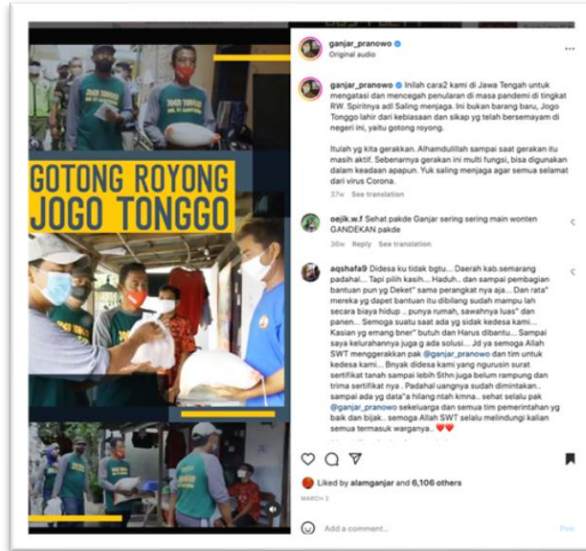 GOTONG ROYONG
JOGO TONGGO
JOGO TONGGO
JOGO TONGGO
ganjar_pranowo
Original audio
ganjar_pranowo Inilah cara2 kami di Jawa Tengah untuk
mengatasi dan mencegah penularan di masa pandemi di tingkat
RW. Spiritnya adl Saling menjaga. Ini bukan barang baru, Jogo
Tonggo lahir dari kebiasaan dan sikap yg telah bersemayam di
negeri ini, yaitu gotong royong.
Itulah yg kita gerakkan. Alhamdulillah sampai saat gerakan itu
masih aktif. Sebenarnya gerakan ini multi fungsi, bisa digunakan
dalam keadaan apapun. Yuk saling menjaga agar semua selamat
dari virus Corona.
37w See translation
oejik.w.f Sehat pakde Ganjar sering sering main wonten
GANDEKAN pakde
36w Reply See translation
aqshafa9 Didesa ku tidak bgtu... Daerah kab.semarang
padahal... Tapi pilih kasih... Haduh.. dan sampai pembagian
bantuan pun yg Deket" sama perangkat nya aja... Dan rata"
mereka yg dapet bantuan itu dibilang sudah mampu lah
secara biaya hidup .. punya rumah, sawahnya luas" dan
panen... Semoga suatu saat ada yg sidak kedesa kami...
Kasian yg emang bner" butuh dan Harus dibantu... Sampai
saya kelurahannya juga g ada solusi... Jd ya semoga Allah
SWT menggerakkan pak @ganjar_pranowo dan tim untuk
kedesa kami... Bnyak didesa kami yang ngurusin surat
sertifikat tanah sampai lebih 5thn juga belum rampung dan
trima sertifikat nya.. Padahal uangnya sudah dimintakan..
sampai ada yg data"a hilang ntah kmna.. sehat selalu pak
@ganjar_pranowo sekeluarga dan semua tim pemerintahan yg
baik dan bijak.. semoga Allah SWT selalu melindungi kalian
semua termasuk warganya.. ❤️❤️
Liked by alamganjar and 6,106 others
MARCH 2
Add a comment...
Post